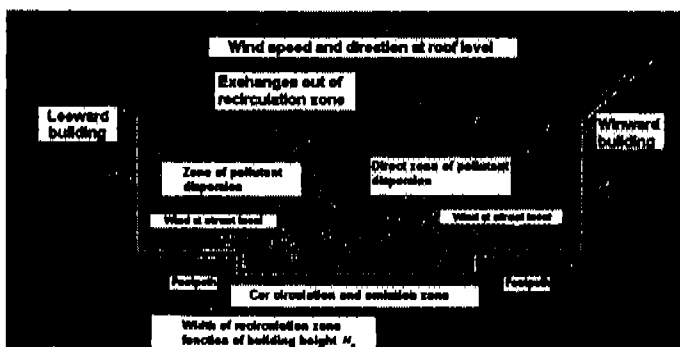 Wind speed and direction at roof level
Exchanges out of
recirculation zone
Leeward
building
Windward
building
Zone of pollutant
dispersion
Direct zone of pollutant
dispersion
Wind at street level
Wind at street level
Car circulation and emission zone
Width of recirculation zone
function of building height H